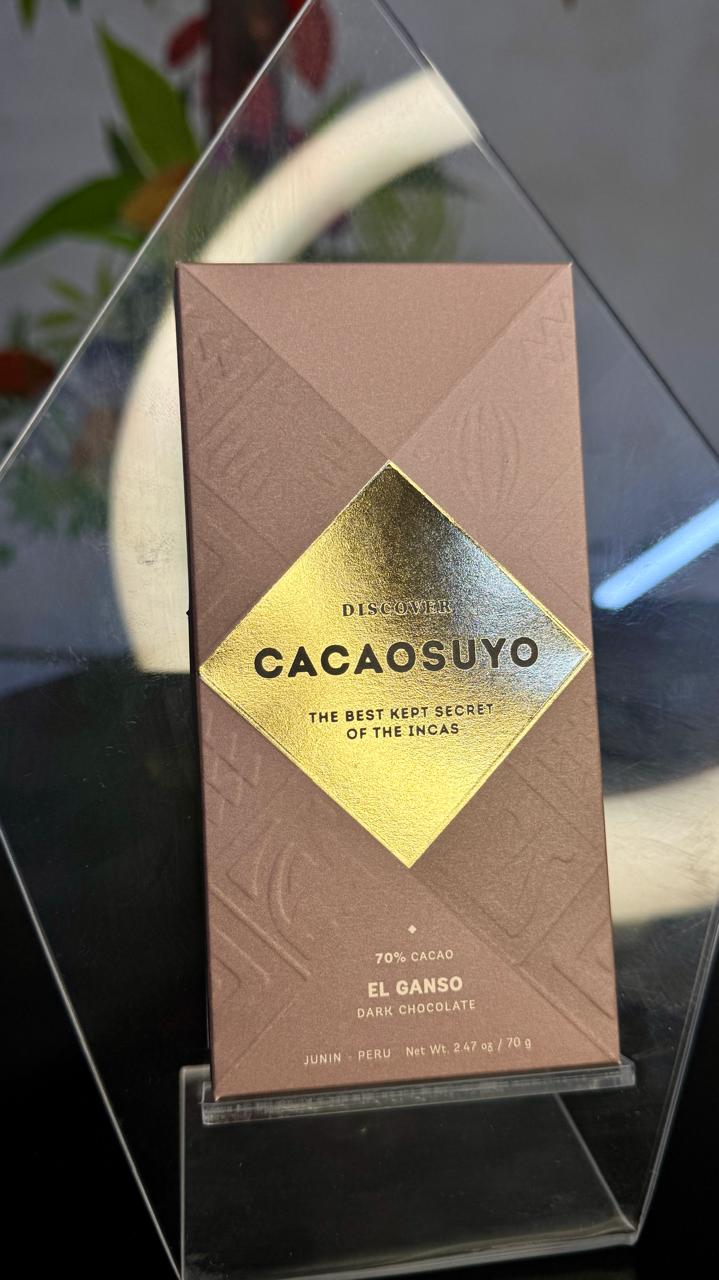 DISCOVER
CACAOSUYO
THE BEST KEPT SECRET
OF THE INCAS
70% CACAO
EL GANSO
DARK CHOCOLATE
JUNIN - PERU Net Wt. 2.47 oz / 70 g